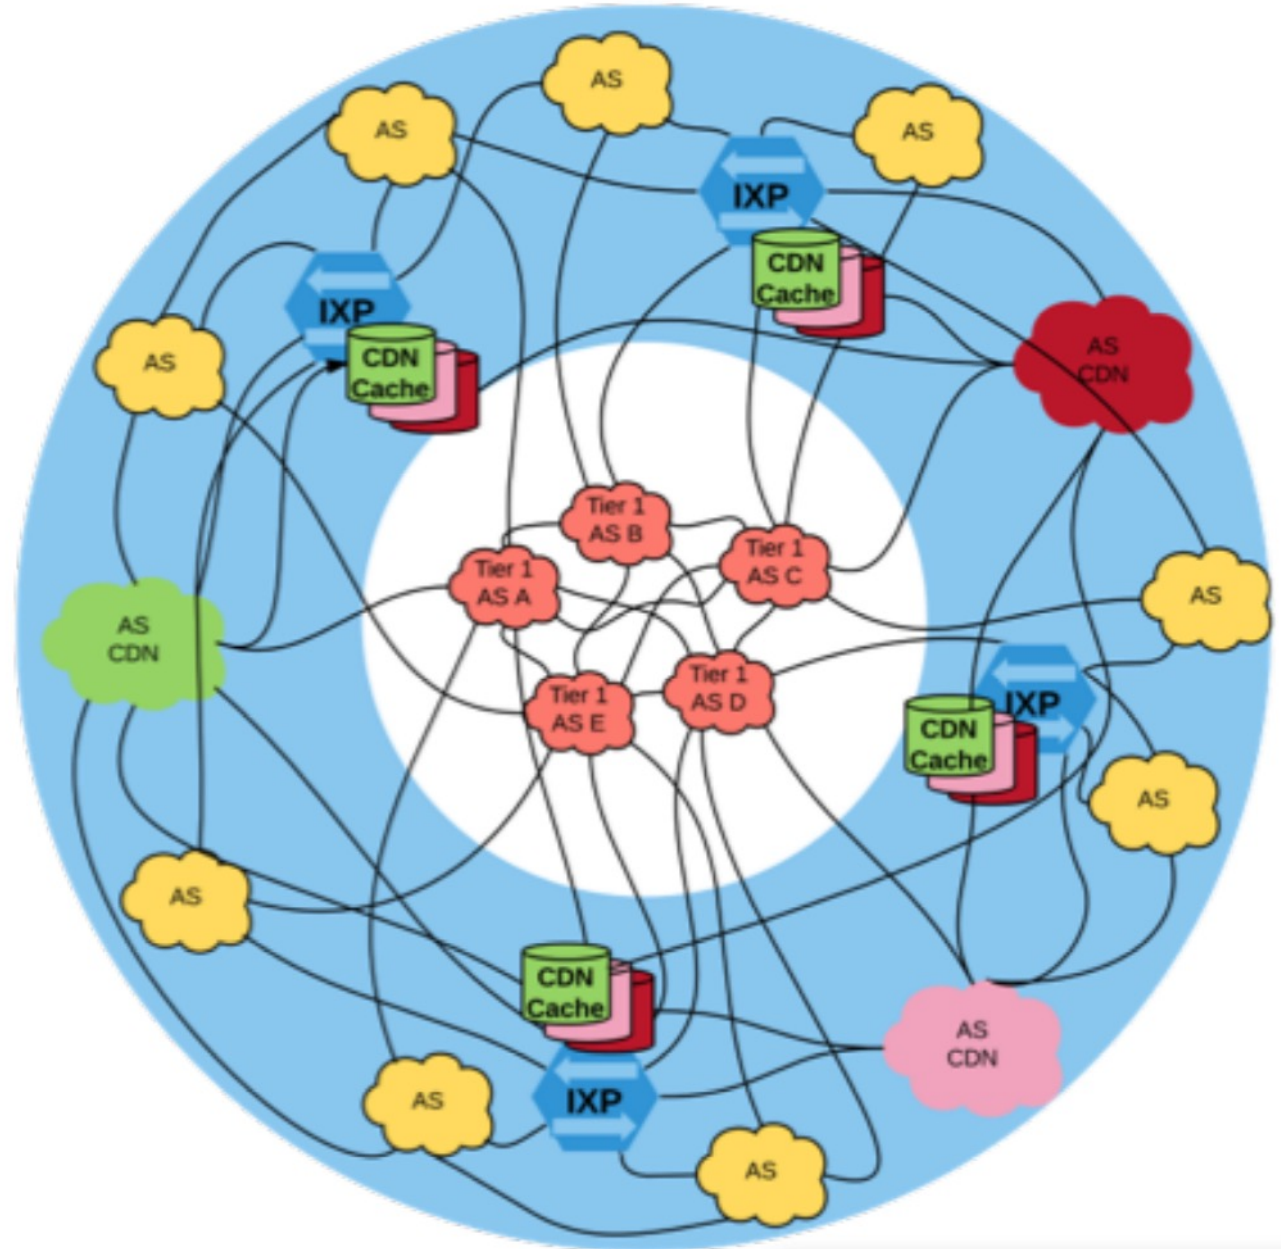 AS
AS
AS
IXP
CDN
Cache
IXP
CDN
Cache
AS
AS
CDN
Tier 1
AS B
Tier 1
AS C
Tier 1
AS A
AS
AS
CDN
Tier 1
AS D
Tier 1
AS E
IXP
CDN
Cache
AS
AS
CDN
Cache
AS
CDN
IXP
AS
AS